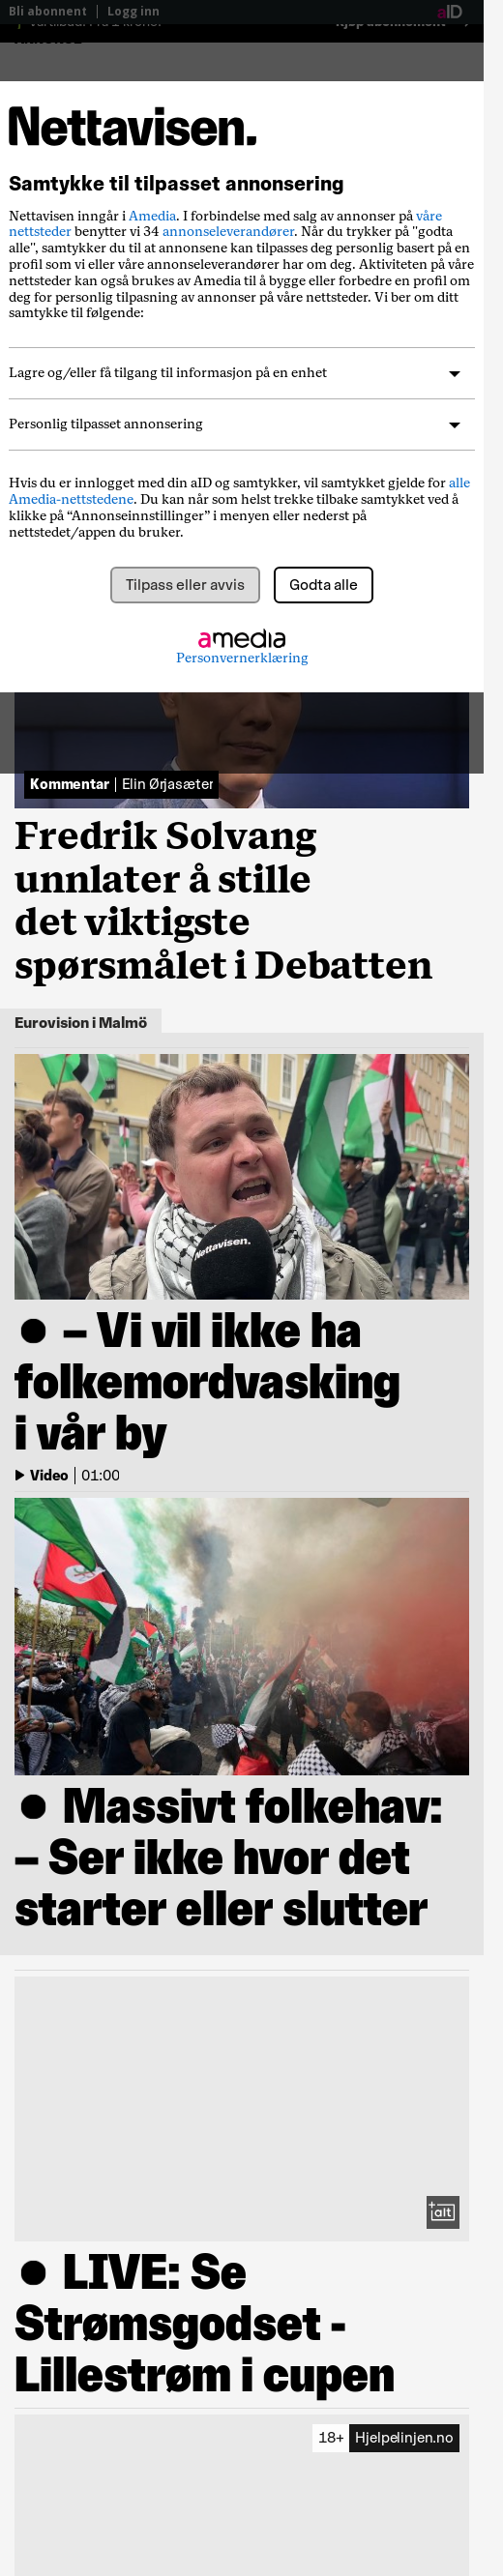 Bli abonnent | Logg inn
aID
Nettavisen.
Samtykke til tilpasset annonsering
Nettavisen inngår i Amedia. I forbindelse med salg av annonser på våre
nettsteder benytter vi 34 annonseleverandører. Når du trykker på "godta
alle", samtykker du til at annonsene kan tilpasses deg personlig basert på en
profil som vi eller våre annonseleverandører har om deg. Aktiviteten på våre
nettsteder kan også brukes av Amedia til å bygge eller forbedre en profil om
deg for personlig tilpasning av annonser på våre nettsteder. Vi ber om ditt
samtykke til følgende:
Lagre og/eller få tilgang til informasjon på en enhet
Personlig tilpasset annonsering
Hvis du er innlogget med din aID og samtykker, vil samtykket gjelde for alle
Amedia-nettstedene. Du kan når som helst trekke tilbake samtykket ved å
klikke på “Annonseinnstillinger” i menyen eller nederst på
nettstedet/appen du bruker.
Tilpass eller avvis
Godta alle
amedia
Personvernerklæring
Kommentar | Elin Ørjasæter
Fredrik Solvang
unnlater å stille
det viktigste
spørsmålet i Debatten
Eurovision i Malmö
Nettavisen.
● – Vi vil ikke ha
folkemordvasking
i vår by
Video | 01:00
● Massivt folkehav:
– Ser ikke hvor det
starter eller slutter
+alt
● LIVE: Se
Strømsgodset -
Lillestrøm i cupen
18+ Hjelpelinjen.no